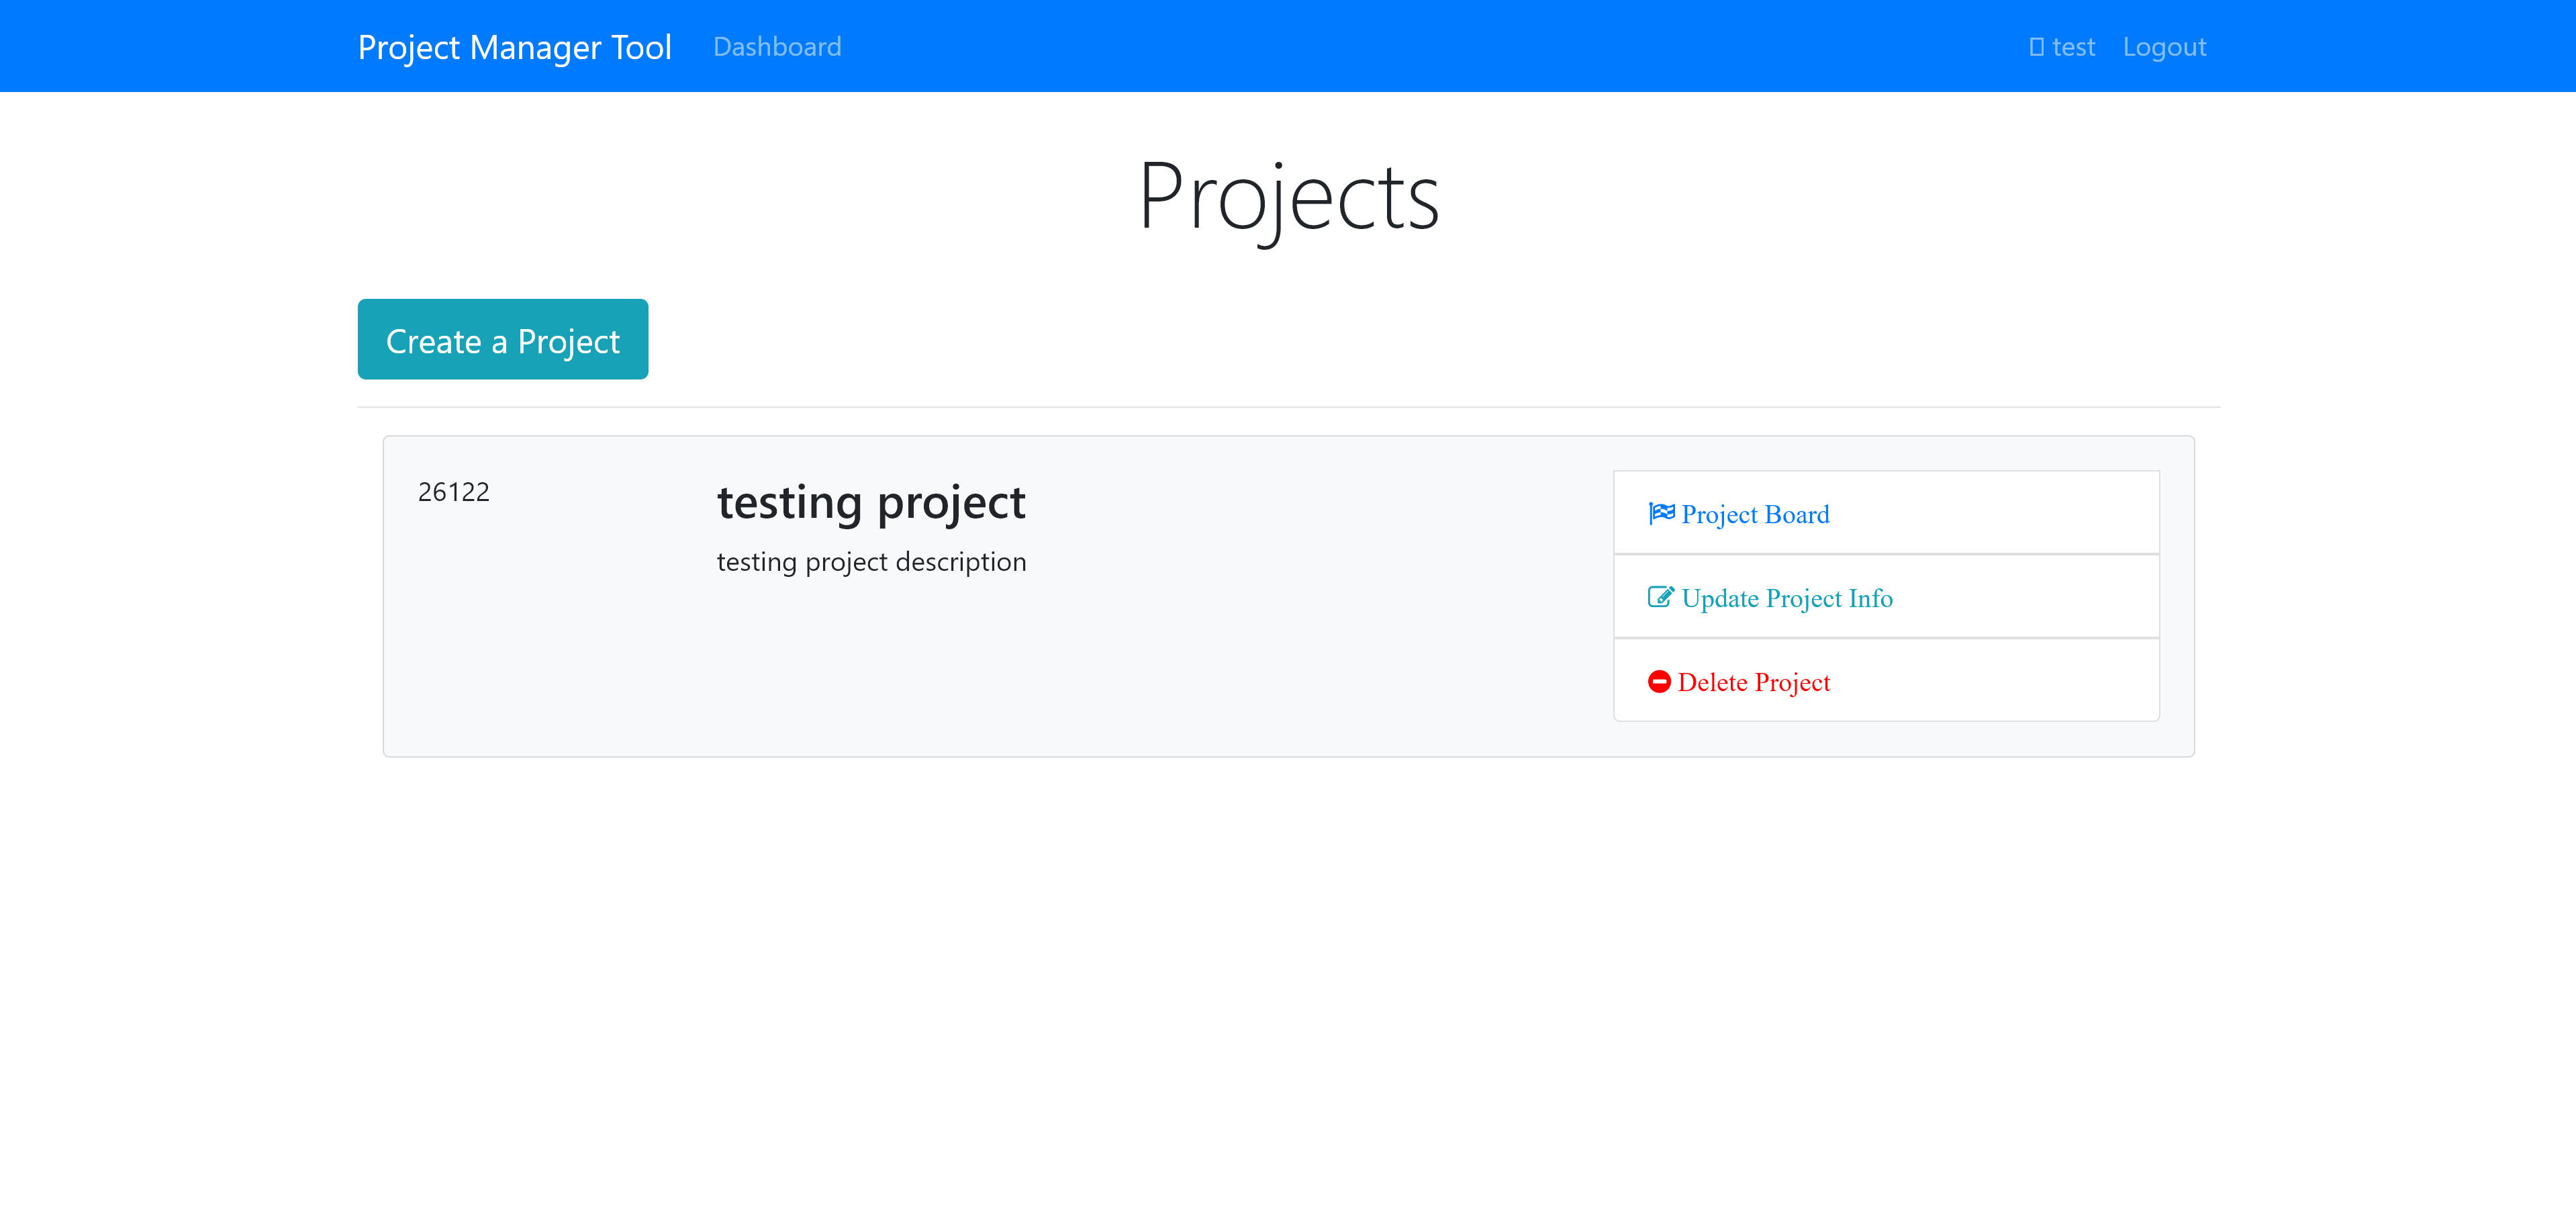 Project Manager Tool Dashboard test Logout
Projects
Create a Project
26122
testing project
testing project description
Project Board
Update Project Info
Delete Project